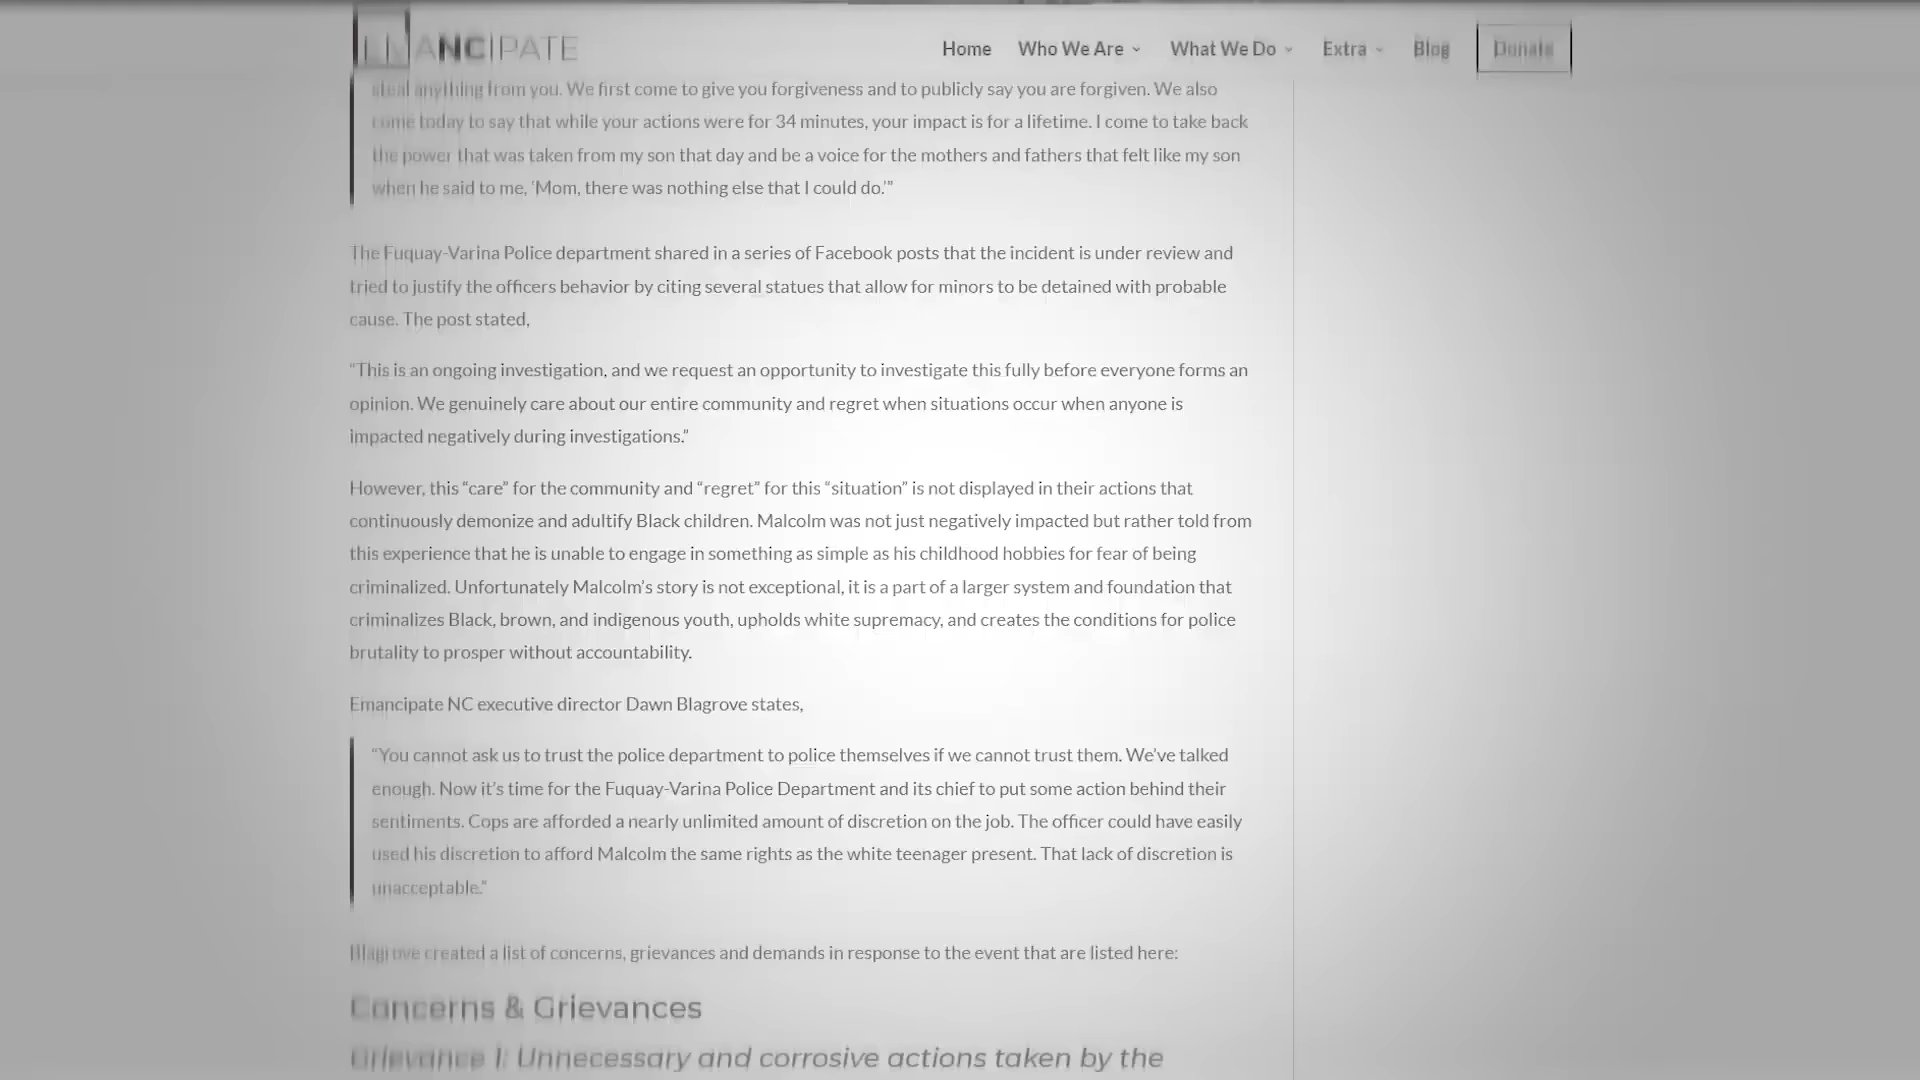 EMANCIPATE
Home Who We Are What We Do Extra Blog Donate
steal anything from you. We first come to give you forgiveness and to publicly say you are forgiven. We also
come today to say that while your actions were for 34 minutes, your impact is for a lifetime. I come to take back
the power that was taken from my son that day and be a voice for the mothers and fathers that felt like my son
when he said to me, ‘Mom, there was nothing else that I could do.’”
The Fuquay-Varina Police department shared in a series of Facebook posts that the incident is under review and
tried to justify the officers behavior by citing several statues that allow for minors to be detained with probable
cause. The post stated,
“This is an ongoing investigation, and we request an opportunity to investigate this fully before everyone forms an
opinion. We genuinely care about our entire community and regret when situations occur when anyone is
impacted negatively during investigations.”
However, this “care” for the community and “regret” for this “situation” is not displayed in their actions that
continuously demonize and adultify Black children. Malcolm was not just negatively impacted but rather told from
this experience that he is unable to engage in something as simple as his childhood hobbies for fear of being
criminalized. Unfortunately Malcolm’s story is not exceptional, it is a part of a larger system and foundation that
criminalizes Black, brown, and indigenous youth, upholds white supremacy, and creates the conditions for police
brutality to prosper without accountability.
Emancipate NC executive director Dawn Blagrove states,
“You cannot ask us to trust the police department to police themselves if we cannot trust them. We’ve talked
enough. Now it’s time for the Fuquay-Varina Police Department and its chief to put some action behind their
sentiments. Cops are afforded a nearly unlimited amount of discretion on the job. The officer could have easily
used his discretion to afford Malcolm the same rights as the white teenager present. That lack of discretion is
unacceptable.”
Blagrove created a list of concerns, grievances and demands in response to the event that are listed here:
Concerns & Grievances
Grievance 1: Unnecessary and corrosive actions taken by the